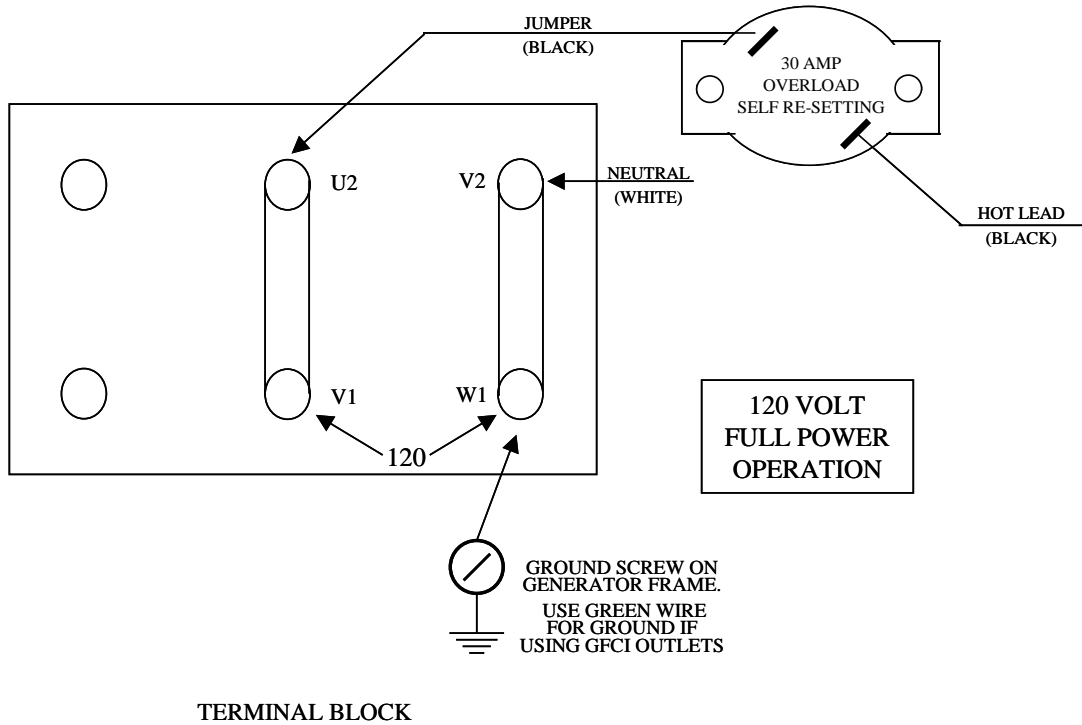 JUMPER
(BLACK)
30 AMP
OVERLOAD
SELF RE-SETTING
U2
V2
NEUTRAL
(WHITE)
HOT LEAD
(BLACK)
V1
W1
120
120 VOLT
FULL POWER
OPERATION
GROUND SCREW ON
GENERATOR FRAME.
USE GREEN WIRE
FOR GROUND IF
USING GFCI OUTLETS
TERMINAL BLOCK